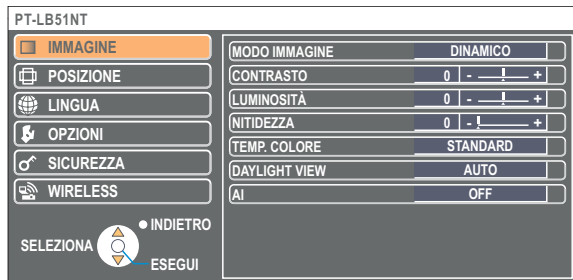 PT-LB51NT
IMMAGINE
POSIZIONE
LINGUA
OPZIONI
SICUREZZA
WIRELESS
INDIETRO
SELEZIONA
ESEGUI
MODO IMMAGINE DINAMICO
CONTRASTO 0 - +
LUMINOSITÀ 0 - +
NITIDEZZA 0 - +
TEMP. COLORE STANDARD
DAYLIGHT VIEW AUTO
AI OFF